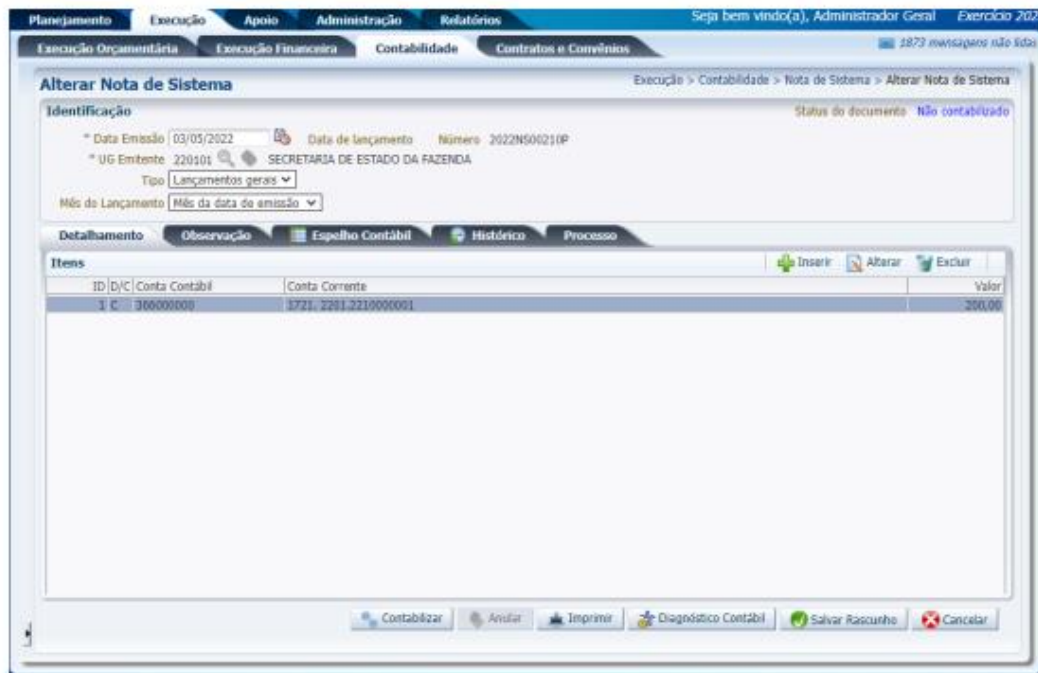 Planejamento Execução Apoio Administração Relatórios Seja bem vindo(a), Administrador Geral Exercício 202
Execução Orçamentária Execução Financeira Contabilidade Contratos e Convênios 1873 mensagens não lidas
Alterar Nota de Sistema Execução > Contabilidade > Nota de Sistema > Alterar Nota de Sistema
Identificação Status do documento Não contabilizado
* Data Emissão 03/05/2022 Data de lançamento Número 2022NS00210P
* UG Emitente 220101 SECRETARIA DE ESTADO DA FAZENDA
Tipo Lançamentos gerais
Mês do Lançamento Mês da data de emissão
Detalhamento Observação Espelho Contábil Histórico Processo
Itens Inserir Alterar Excluir
ID D/C Conta Contábil Conta Corrente Valor
1 C 1721. 2201.2210000001 200,00
Contabilizar Anular Imprimir Diagnóstico Contábil Salvar Rascunho Cancelar